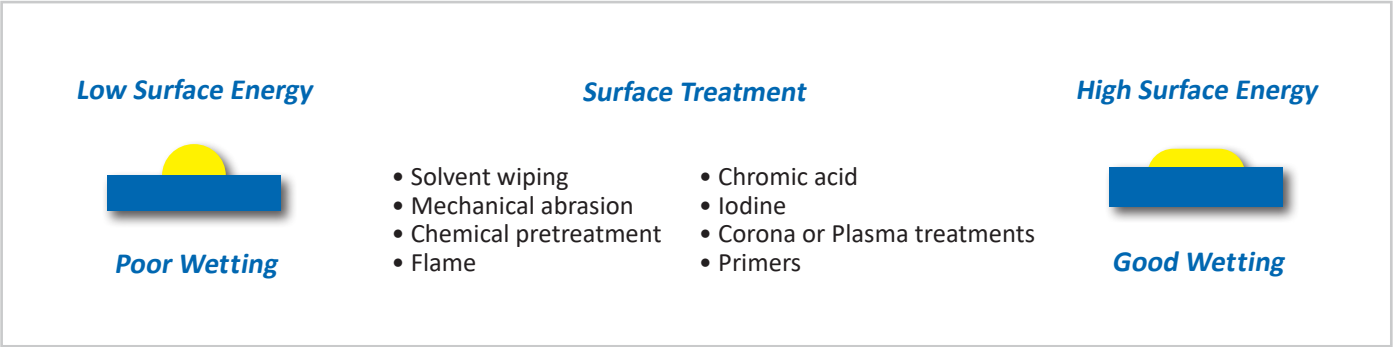 Low Surface Energy
Poor Wetting
Surface Treatment
• Solvent wiping
• Mechanical abrasion
• Chemical pretreatment
• Flame
• Chromic acid
• Iodine
• Corona or Plasma treatments
• Primers
High Surface Energy
Good Wetting